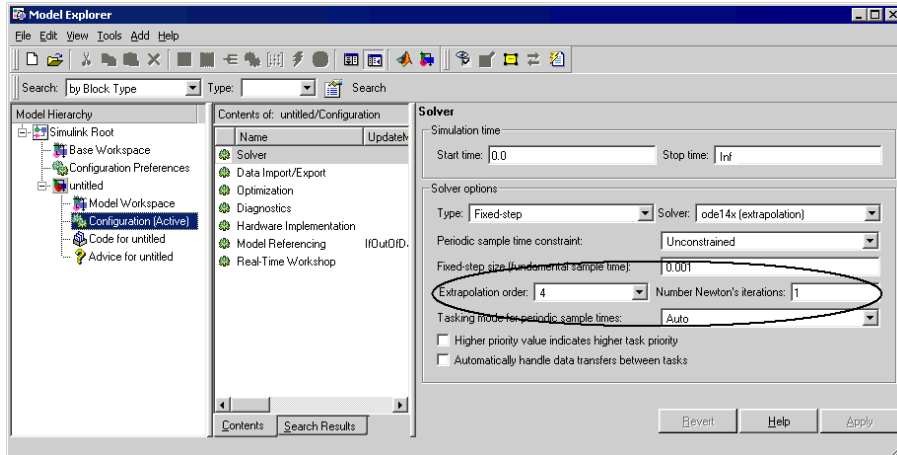 Model Explorer
File Edit View Tools Add Help
Search: by Block Type Type: Search
Model Hierarchy
Simulink Root
Base Workspace
Configuration Preferences
untitled
Model Workspace
Configuration (Active)
Code for untitled
Advice for untitled
Contents of: untitled/Configuration
Name
Solver
Data Import/Export
Optimization
Diagnostics
Hardware Implementation
Model Referencing IfOutOfD
Real-Time Workshop
Contents Search Results
Solver
Simulation time
Start time: 0.0 Stop time: Inf
Solver options
Type: Fixed-step Solver: ode14x (extrapolation)
Periodic sample time constraint: Unconstrained
Fixed-step size (fundamental sample time): 0.001
Extrapolation order: 4 Number Newton's iterations: 1
Tasking mode for periodic sample times: Auto
Higher priority value indicates higher task priority
Automatically handle data transfers between tasks
Revert Help Apply